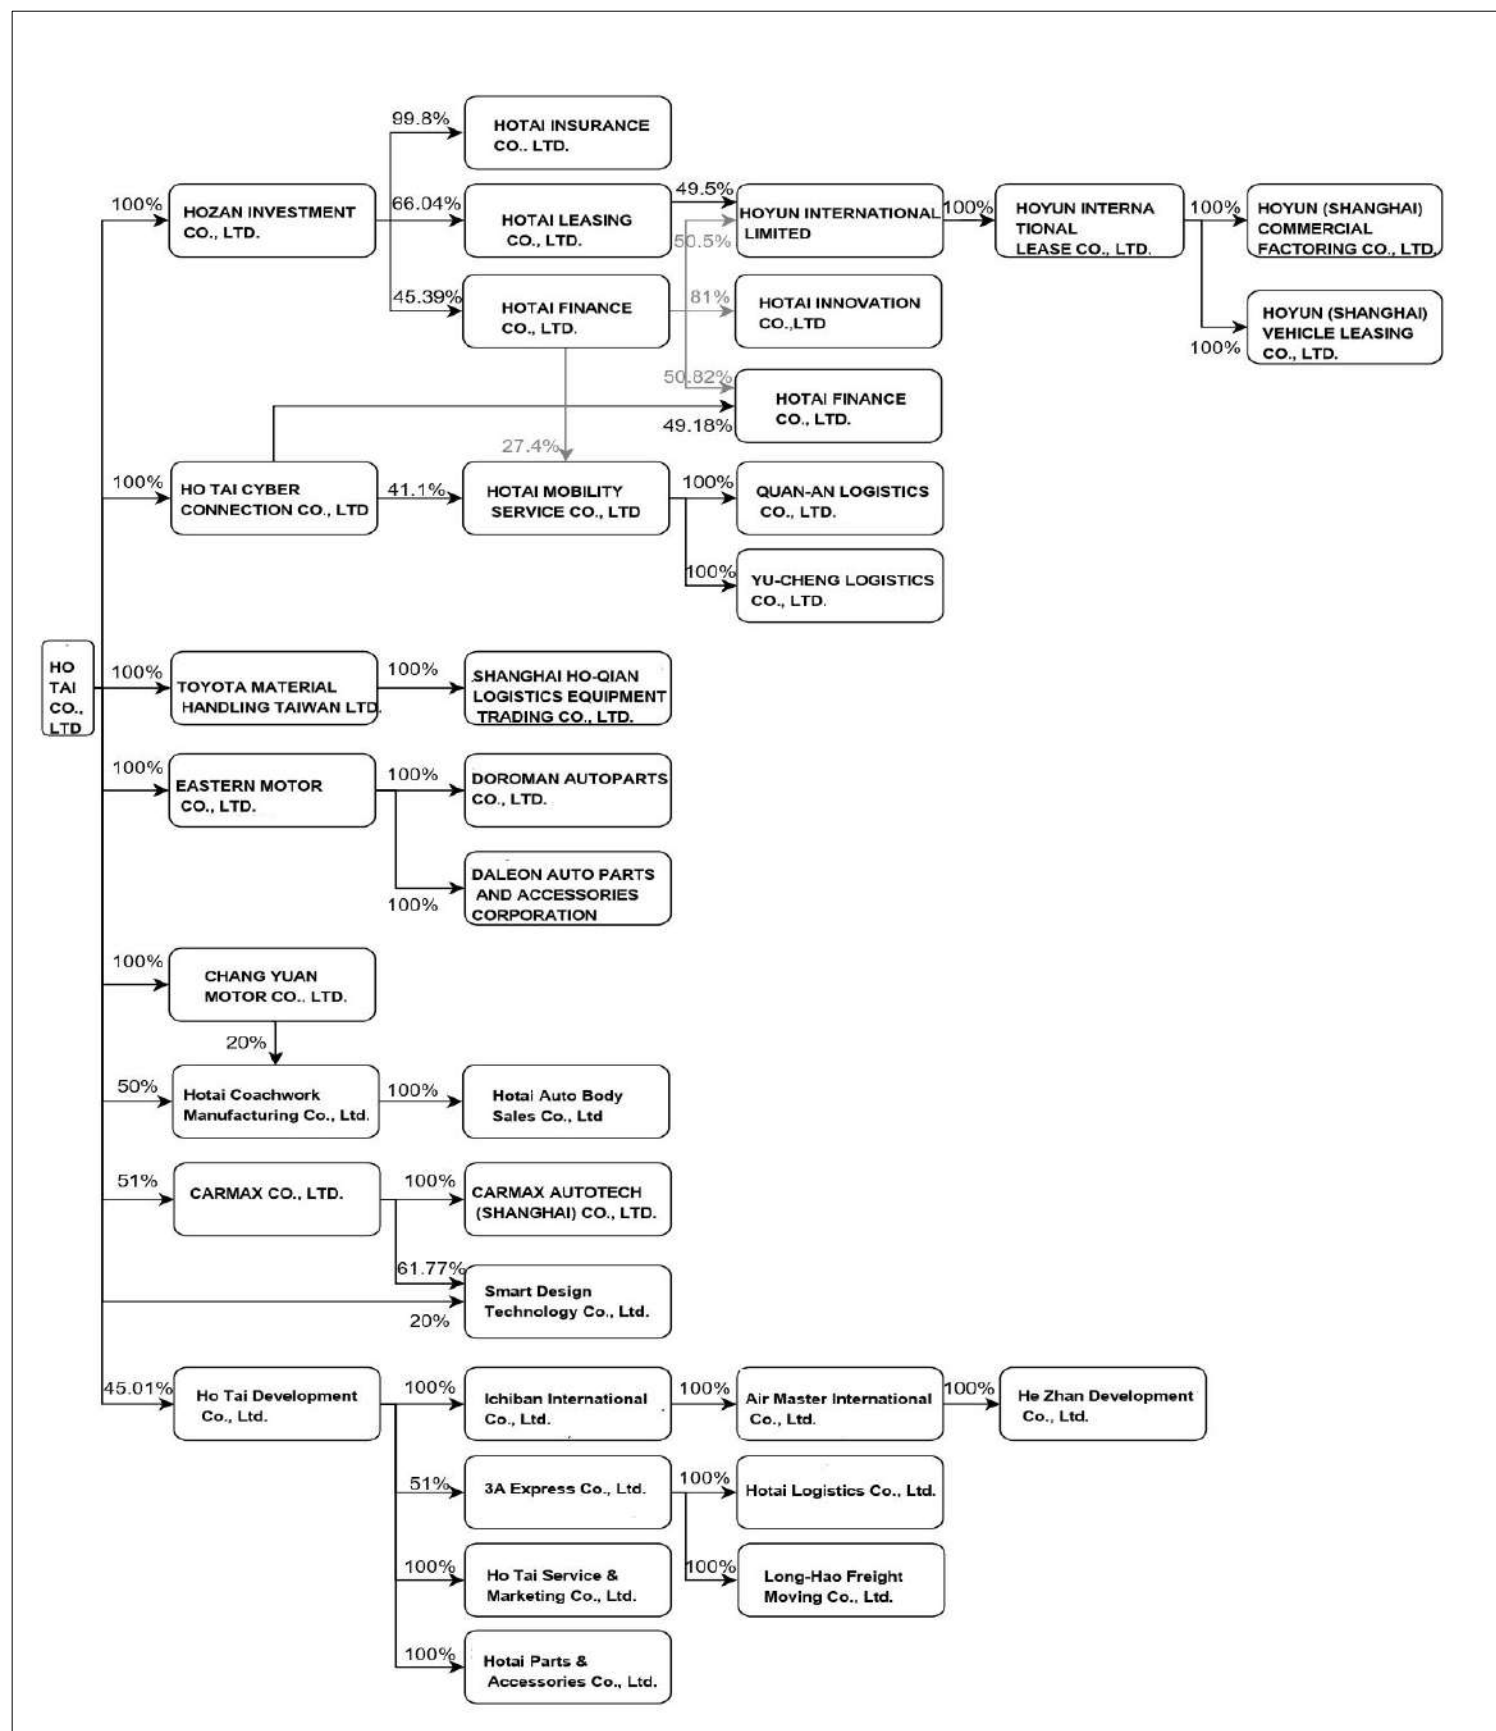 99.8%
HOTAI INSURANCE
CO.. LTD.
100%
HOZAN INVESTMENT
CO., LTD.
66.04%
HOTAI LEASING
CO., LTD.
49.5%
50.5%
HOYUN INTERNATIONAL
LIMITED
100%
HOYUN INTERNA
TIONAL
LEASE CO., LTD.
100%
HOYUN (SHANGHAI)
COMMERCIAL
FACTORING CO., LTD.
45.39%
HOTAI FINANCE
CO., LTD.
81%
HOTAI INNOVATION
CO.,LTD
100%
HOYUN (SHANGHAI)
VEHICLE LEASING
CO., LTD.
50.82%
49.18%
HOTAI FINANCE
CO., LTD.
27.4%
100%
HO TAI CYBER
CONNECTION CO., LTD
41.1%
HOTAI MOBILITY
SERVICE CO., LTD
100%
QUAN-AN LOGISTICS
CO., LTD.
100%
YU-CHENG LOGISTICS
CO., LTD.
HO
TAI
CO.,
LTD
100%
TOYOTA MATERIAL
HANDLING TAIWAN LTD.
100%
SHANGHAI HO-QIAN
LOGISTICS EQUIPMENT
TRADING CO., LTD.
100%
EASTERN MOTOR
CO., LTD.
100%
DOROMAN AUTOPARTS
CO., LTD.
100%
DALEON AUTO PARTS
AND ACCESSORIES
CORPORATION
100%
CHANG YUAN
MOTOR CO., LTD.
20%
50%
Hotai Coachwork
Manufacturing Co., Ltd.
100%
Hotai Auto Body
Sales Co., Ltd
51%
CARMAX CO., LTD.
100%
CARMAX AUTOTECH
(SHANGHAI) CO., LTD.
61.77%
20%
Smart Design
Technology Co., Ltd.
45.01%
Ho Tai Development
Co., Ltd.
100%
Ichiban International
Co., Ltd.
100%
Air Master International
Co., Ltd.
100%
He Zhan Development
Co., Ltd.
51%
3A Express Co., Ltd.
100%
Hotai Logistics Co., Ltd.
100%
Ho Tai Service &
Marketing Co., Ltd.
100%
Long-Hao Freight
Moving Co., Ltd.
100%
Hotai Parts &
Accessories Co., Ltd.